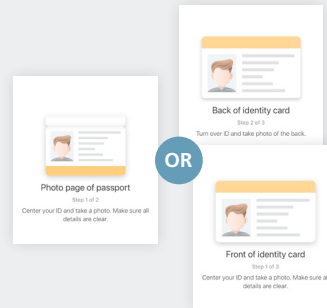 Back of identity card
Step 2 of 3
Turn over ID and take photo of the back.
Photo page of passport
Step 1 of 2
Center your ID and take a photo. Make sure all
details are clear.
OR
Front of identity card
Step 1 of 3
Center your ID and take a photo. Make sure al
details are clear.